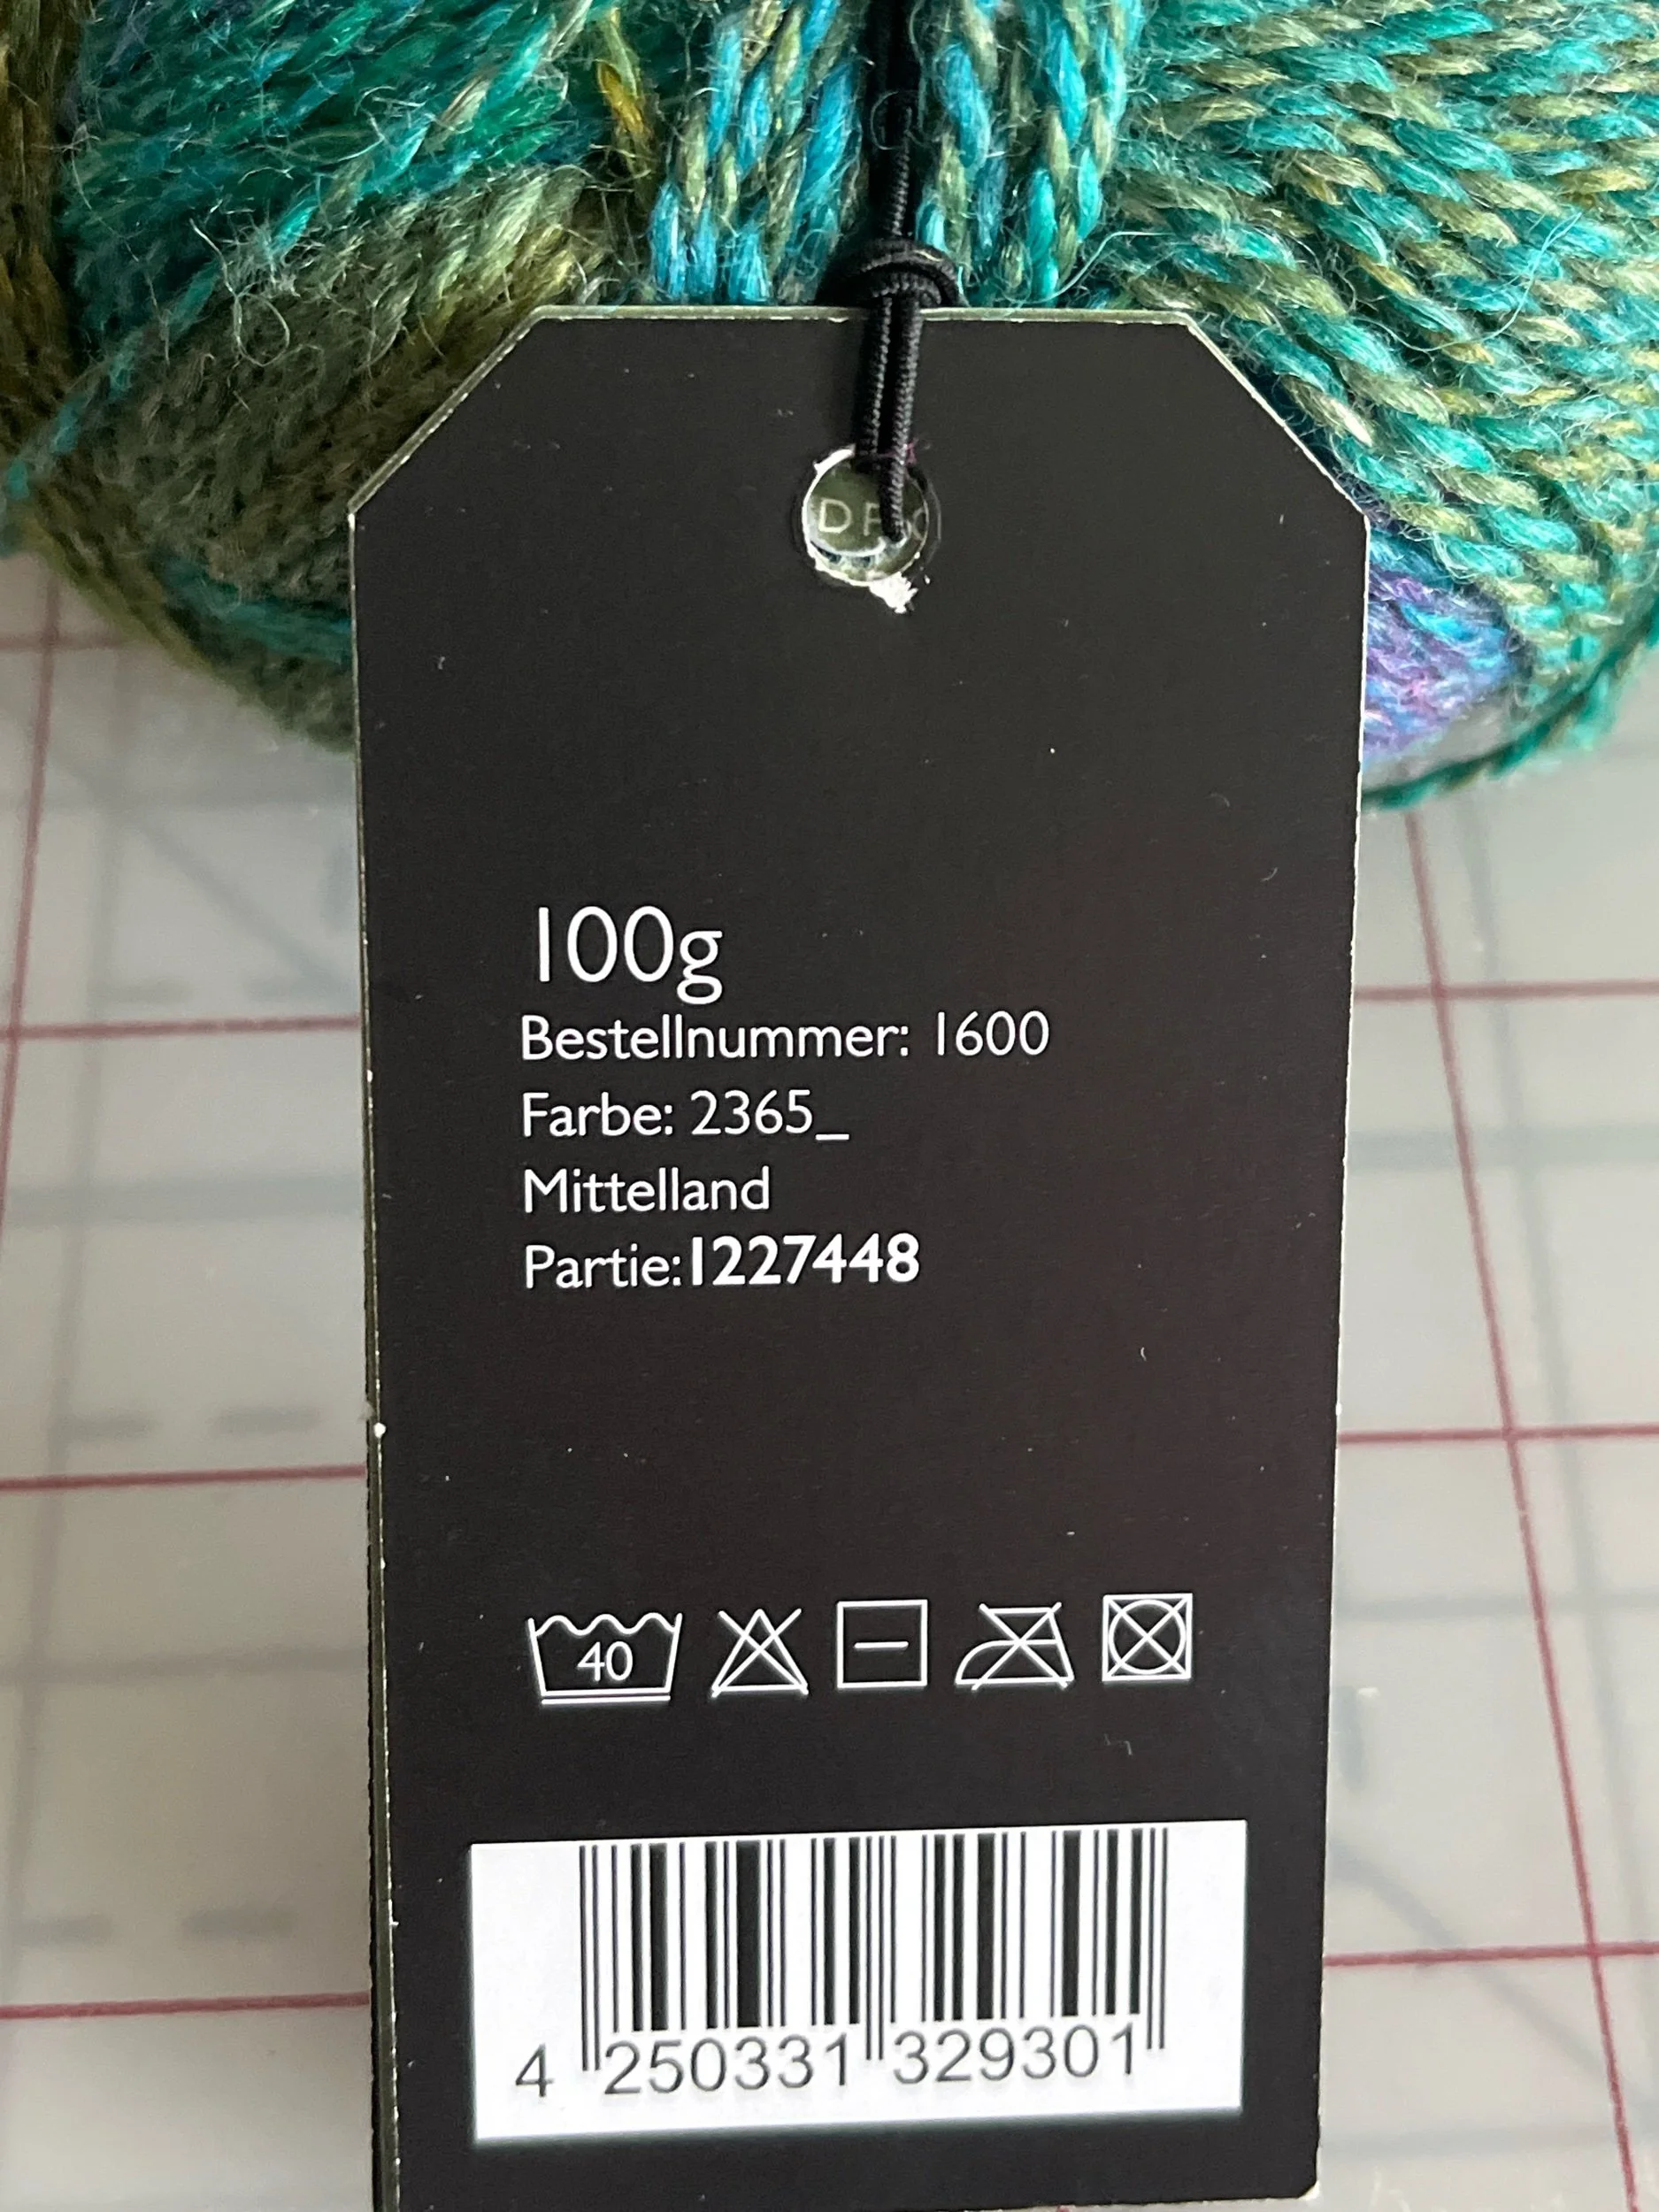 100g
Bestellnummer: 1600
Farbe: 2365_
Mittelland
Partie:1227448
40
4 250331 329301